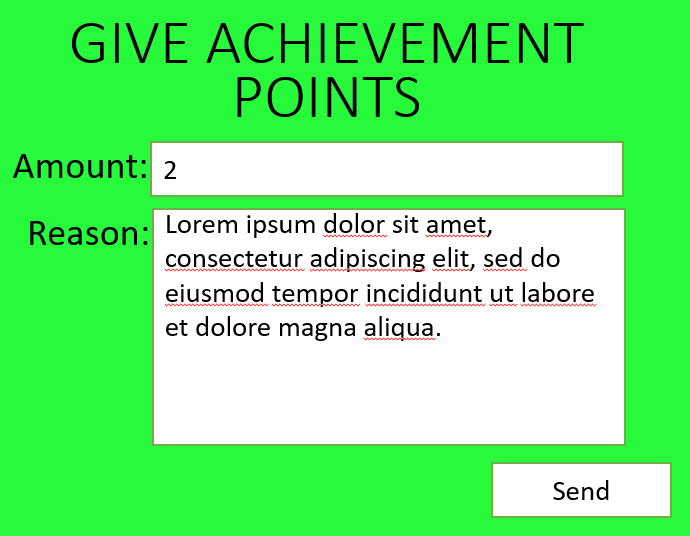 GIVE ACHIEVEMENT
POINTS
Amount: 2
Reason: Lorem ipsum dolor sit amet,
consectetur adipiscing elit, sed do
eiusmod tempor incididunt ut labore
et dolore magna aliqua.
Send